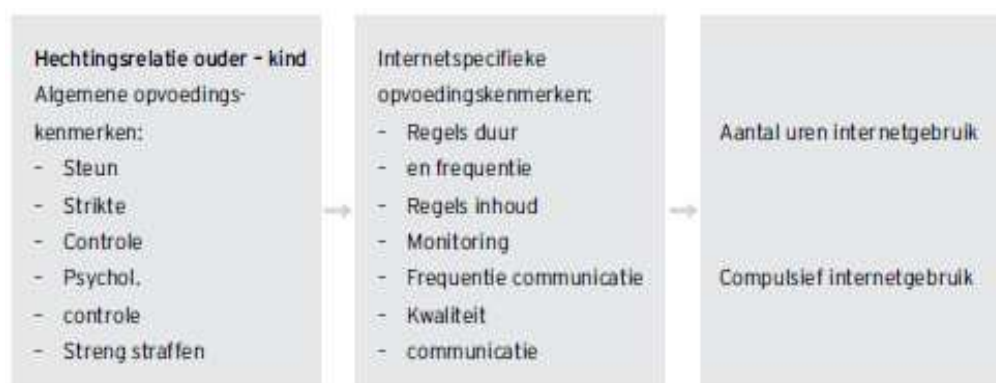 Hechtingsrelatie ouder – kind
Algemene opvoedings-
kenmerken:
- Steun
- Strikte
- Controle
- Psychol.
- controle
- Streng straffen
Internetspecifieke
opvoedingskenmerken:
- Regels duur
- en frequentie
- Regels inhoud
- Monitoring
- Frequentie communicatie
- Kwaliteit
- communicatie
Aantal uren internetgebruik
Compulsief internetgebruik